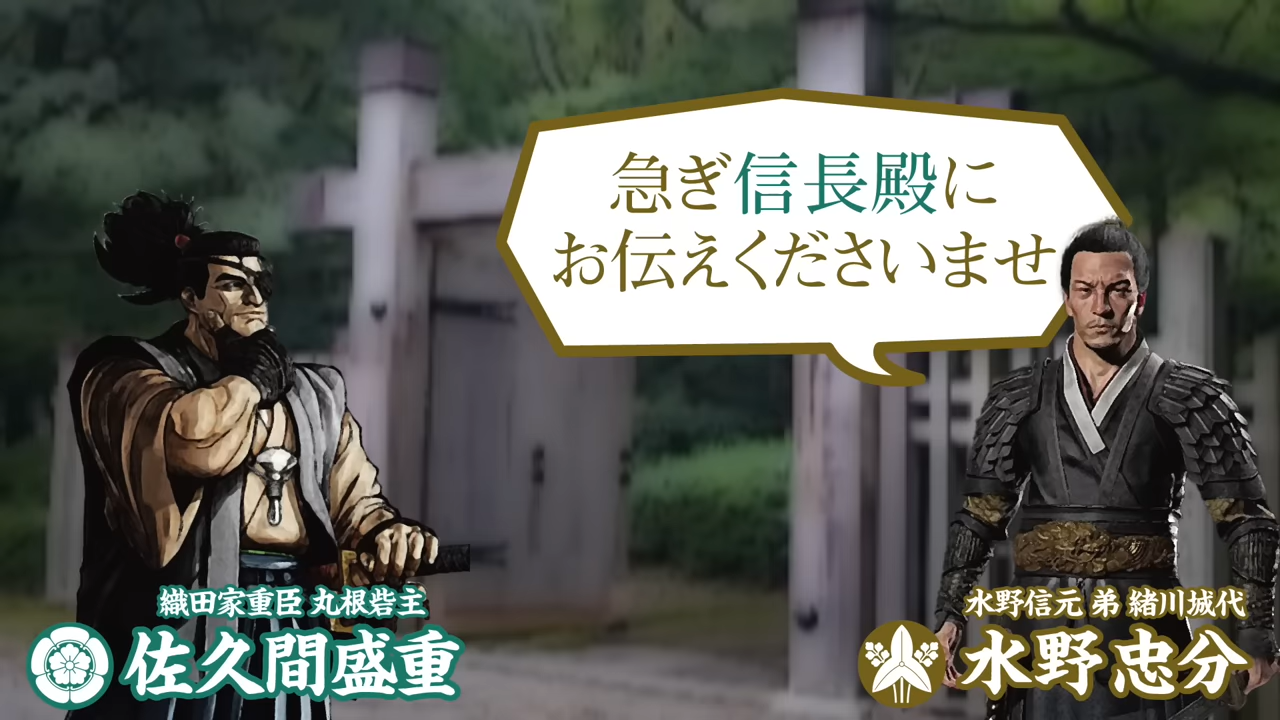 急ぎ信長殿に
お伝えくださいませ
織田家重臣 丸根砦主
佐久間盛重
水野信元 弟 緒川城代
水野忠分